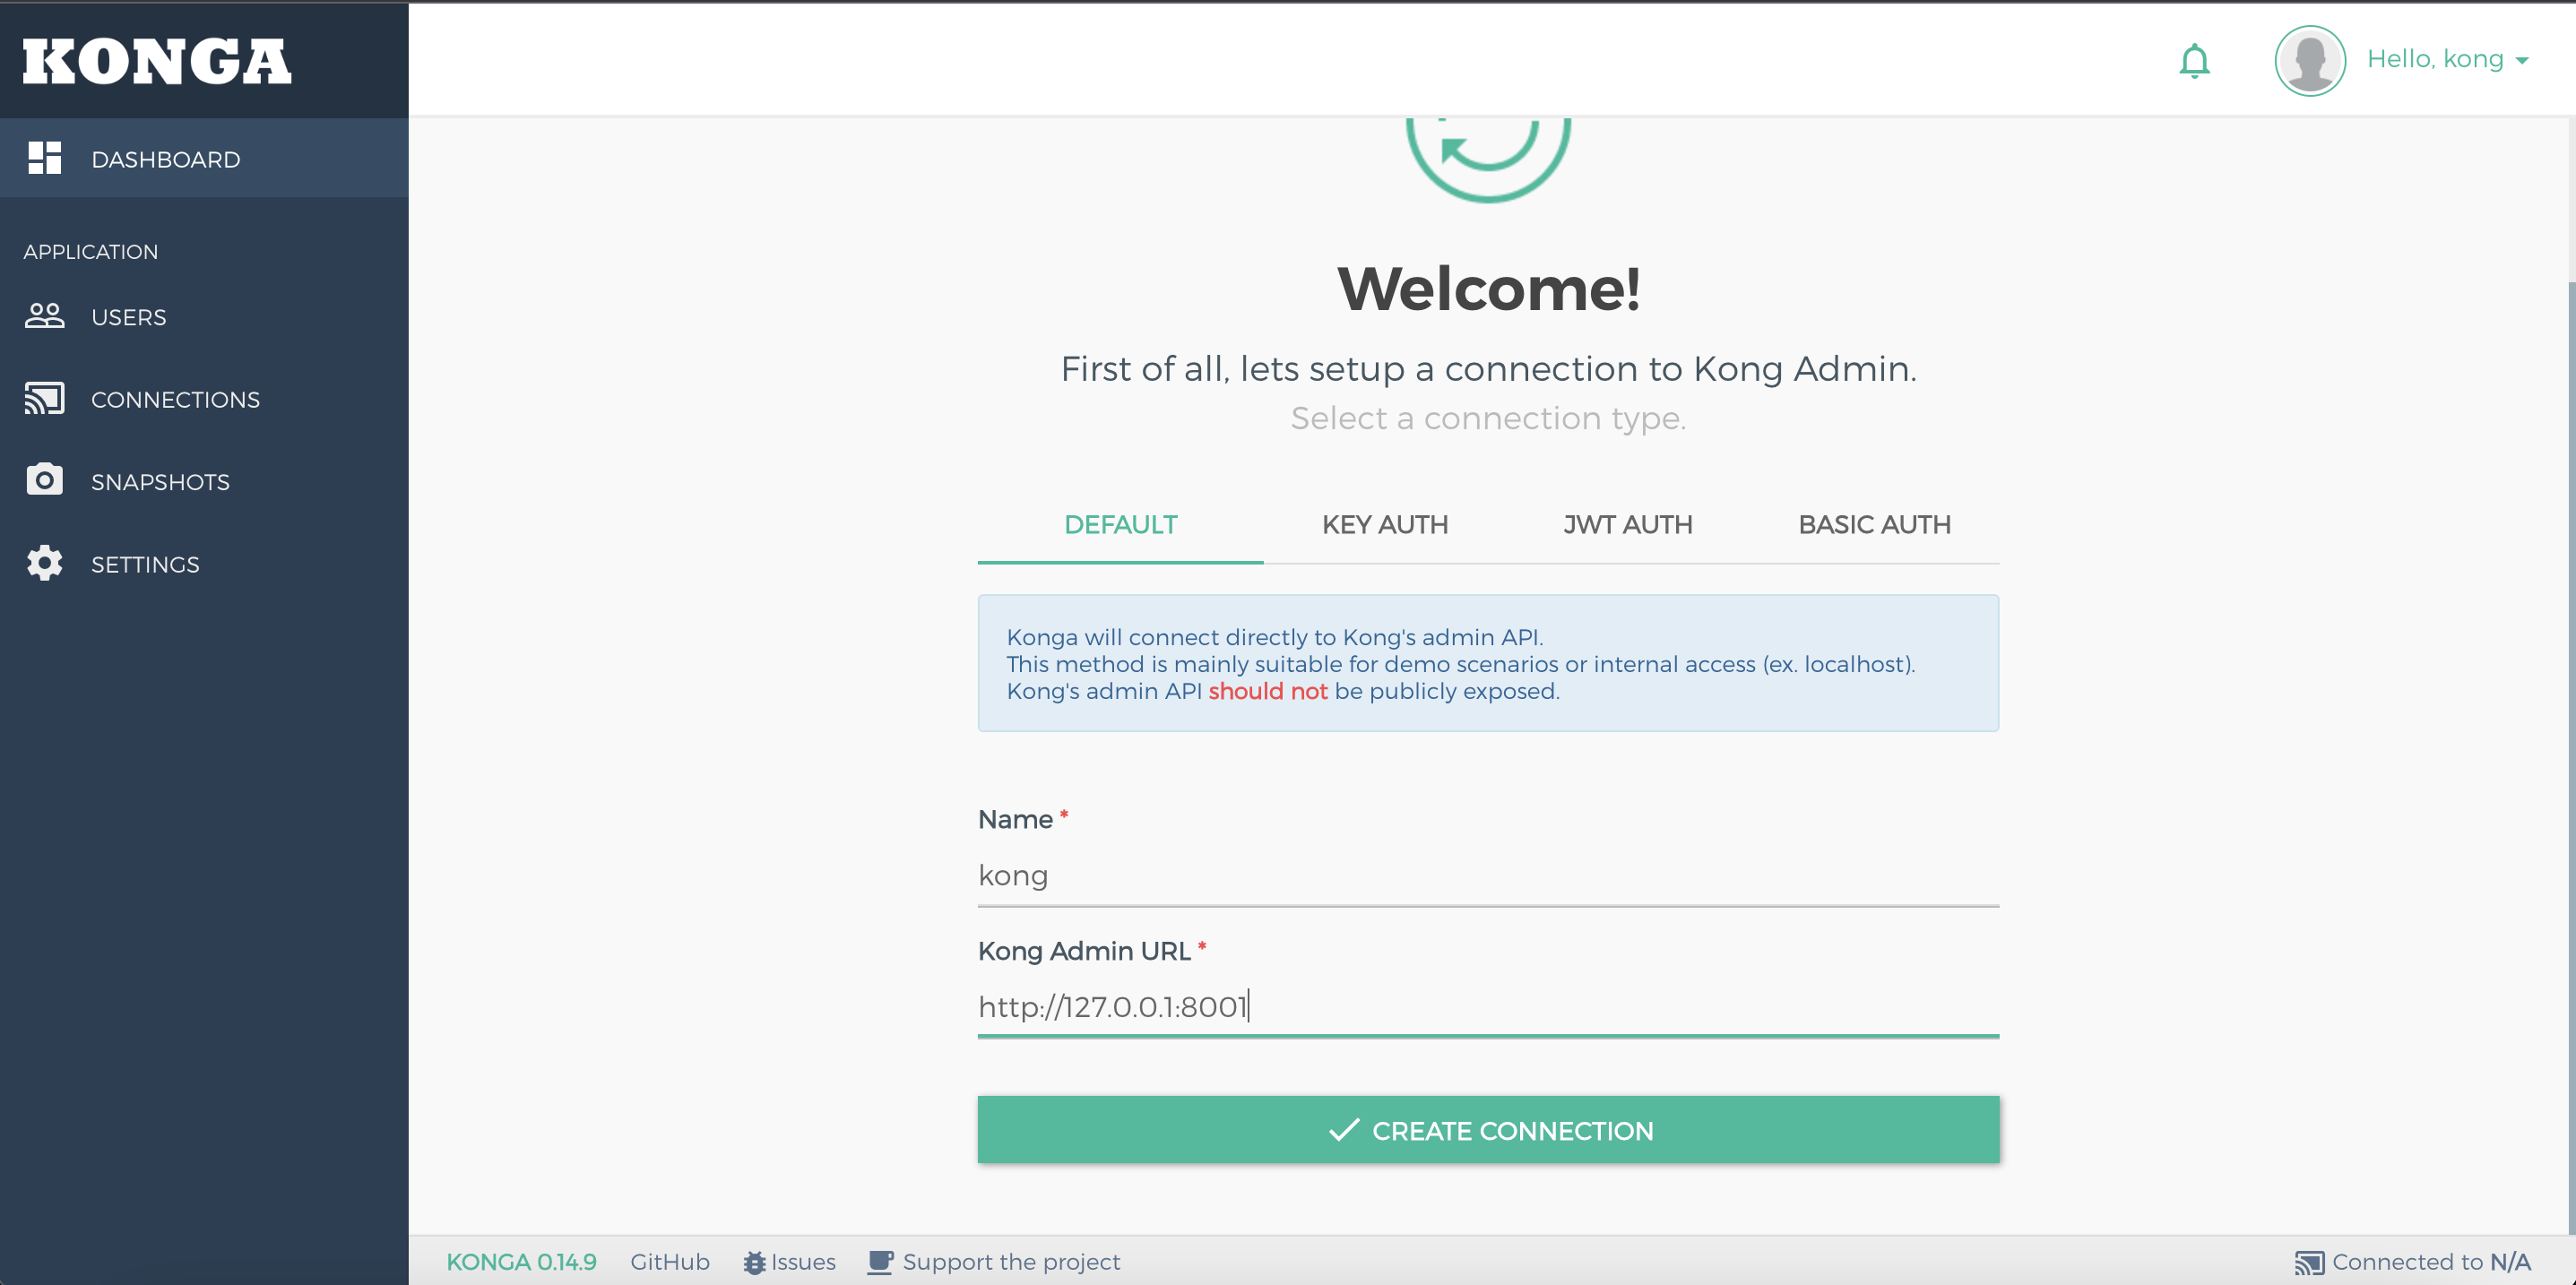 KONGA
Hello, kong
DASHBOARD
APPLICATION
USERS
CONNECTIONS
SNAPSHOTS
SETTINGS
Welcome!
First of all, lets setup a connection to Kong Admin.
Select a connection type.
DEFAULT KEY AUTH JWT AUTH BASIC AUTH
Konga will connect directly to Kong's admin API.
This method is mainly suitable for demo scenarios or internal access (ex. localhost).
Kong's admin API should not be publicly exposed.
Name *
kong
Kong Admin URL *
http://127.0.0.1:8001
CREATE CONNECTION
KONGA 0.14.9 GitHub Issues Support the project Connected to N/A